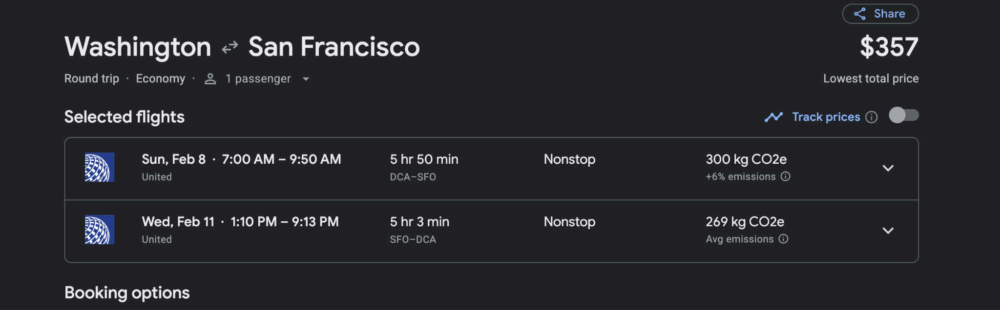 Share
Washington San Francisco
$357
Round trip · Economy · 1 passenger
Lowest total price
Selected flights
Track prices
Sun, Feb 8 · 7:00 AM – 9:50 AM
5 hr 50 min
Nonstop
300 kg CO2e
United
DCA–SFO
+6% emissions
Wed, Feb 11 · 1:10 PM – 9:13 PM
5 hr 3 min
Nonstop
269 kg CO2e
United
SFO–DCA
Avg emissions
Booking options